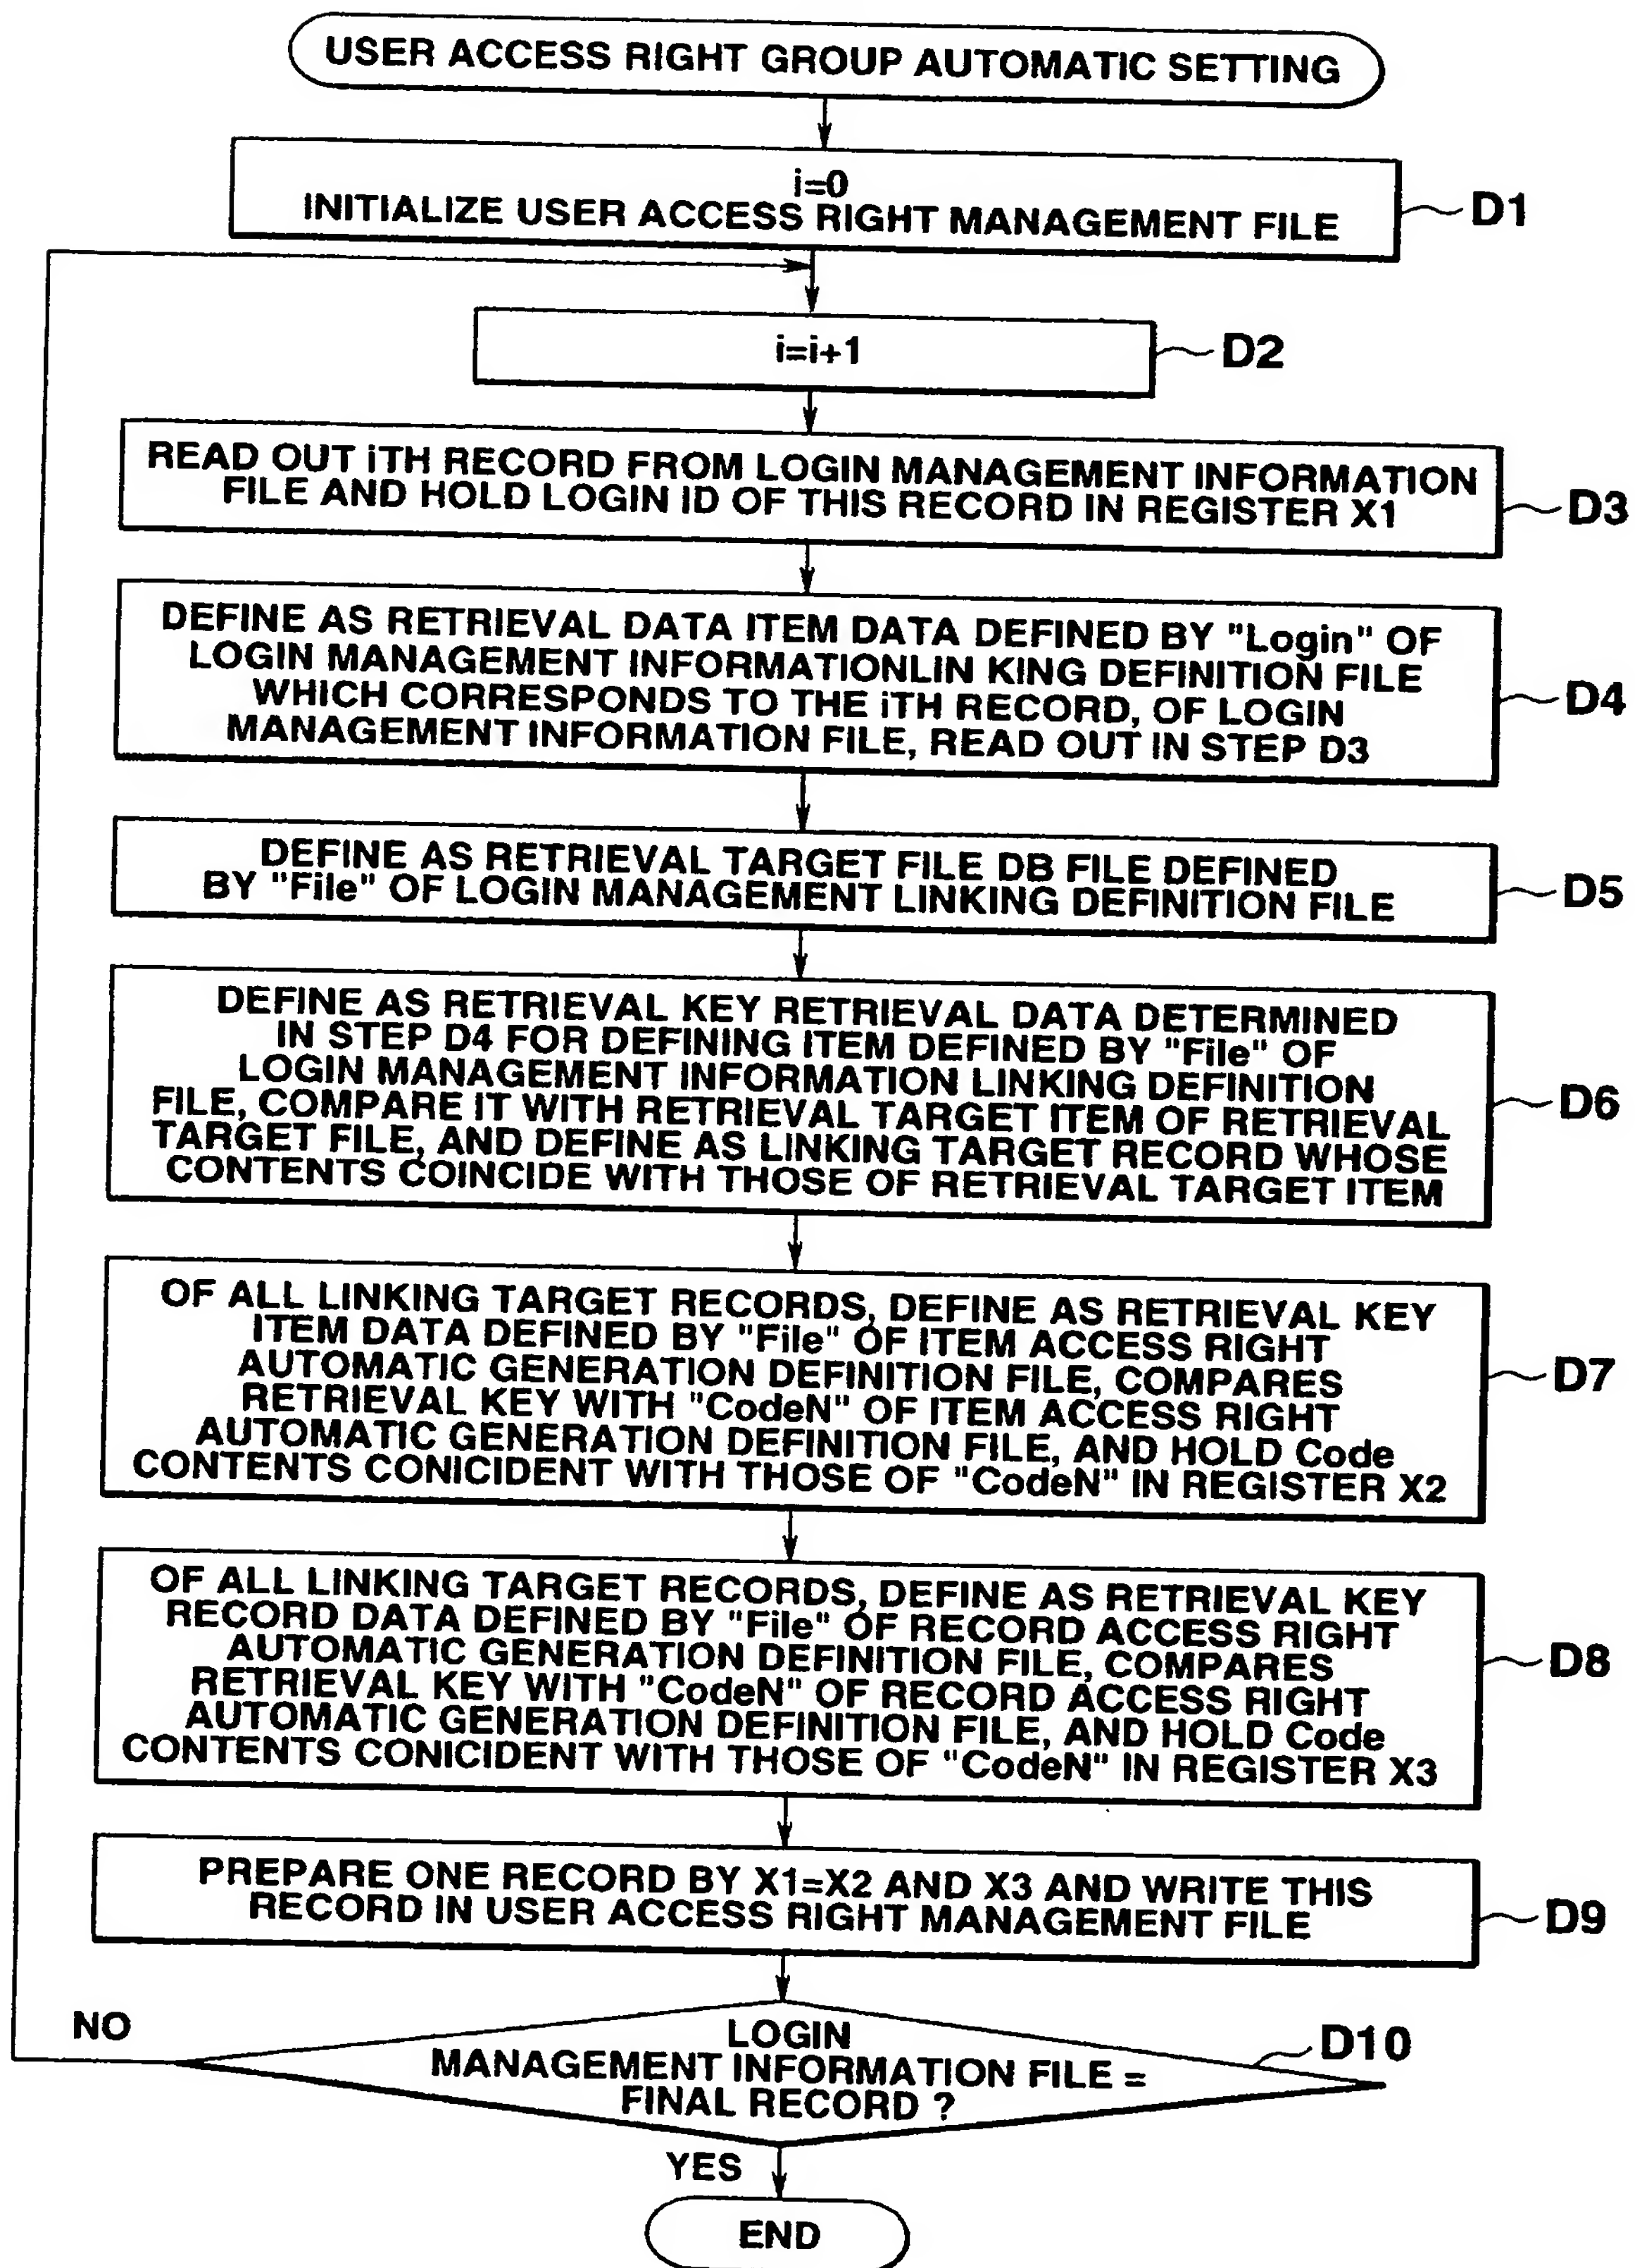 USER ACCESS RIGHT GROUP AUTOMATIC SETTING
i=0
INITIALIZE USER ACCESS RIGHT MANAGEMENT FILE
D1
i=i+1
D2
READ OUT iTH RECORD FROM LOGIN MANAGEMENT INFORMATION
FILE AND HOLD LOGIN ID OF THIS RECORD IN REGISTER X1
D3
DEFINE AS RETRIEVAL DATA ITEM DATA DEFINED BY "Login" OF
LOGIN MANAGEMENT INFORMATIONLIN KING DEFINITION FILE
WHICH CORRESPONDS TO THE iTH RECORD, OF LOGIN
MANAGEMENT INFORMATION FILE, READ OUT IN STEP D3
D4
DEFINE AS RETRIEVAL TARGET FILE DB FILE DEFINED
BY "File" OF LOGIN MANAGEMENT LINKING DEFINITION FILE
D5
DEFINE AS RETRIEVAL KEY RETRIEVAL DATA DETERMINED
IN STEP D4 FOR DEFINING ITEM DEFINED BY "File" OF
LOGIN MANAGEMENT INFORMATION LINKING DEFINITION
FILE, COMPARE IT WITH RETRIEVAL TARGET ITEM OF RETRIEVAL
TARGET FILE, AND DEFINE AS LINKING TARGET RECORD WHOSE
CONTENTS COINCIDE WITH THOSE OF RETRIEVAL TARGET ITEM
D6
OF ALL LINKING TARGET RECORDS, DEFINE AS RETRIEVAL KEY
ITEM DATA DEFINED BY "File" OF ITEM ACCESS RIGHT
AUTOMATIC GENERATION DEFINITION FILE, COMPARES
RETRIEVAL KEY WITH "CodeN" OF ITEM ACCESS RIGHT
AUTOMATIC GENERATION DEFINITION FILE, AND HOLD Code
CONTENTS CONICIDENT WITH THOSE OF "CodeN" IN REGISTER X2
D7
OF ALL LINKING TARGET RECORDS, DEFINE AS RETRIEVAL KEY
RECORD DATA DEFINED BY "File" OF RECORD ACCESS RIGHT
AUTOMATIC GENERATION DEFINITION FILE, COMPARES
RETRIEVAL KEY WITH "CodeN" OF RECORD ACCESS RIGHT
AUTOMATIC GENERATION DEFINITION FILE, AND HOLD Code
CONTENTS CONICIDENT WITH THOSE OF "CodeN" IN REGISTER X3
D8
PREPARE ONE RECORD BY X1=X2 AND X3 AND WRITE THIS
RECORD IN USER ACCESS RIGHT MANAGEMENT FILE
D9
NO
LOGIN
MANAGEMENT INFORMATION FILE =
FINAL RECORD ?
D10
YES
END